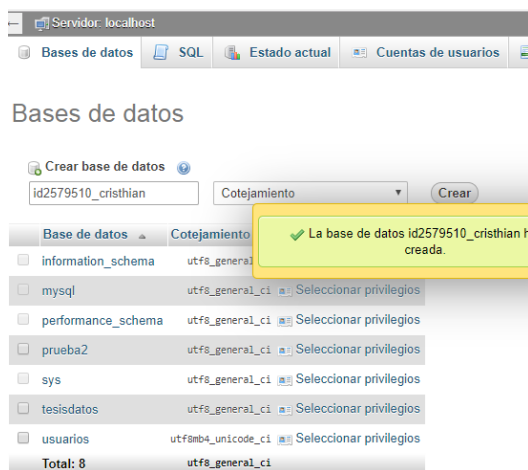 Servidor: localhost
Bases de datos SQL Estado actual Cuentas de usuarios
Bases de datos
Crear base de datos
id2579510_cristhian Cotejamiento Crear
Base de datos Cotejamiento
La base de datos id2579510_cristhian
creada.
information_schema utf8_general
mysql utf8_general_ci Seleccionar privilegios
performance_schema utf8_general_ci Seleccionar privilegios
prueba2 utf8_general_ci Seleccionar privilegios
sys utf8_general_ci Seleccionar privilegios
tesisdatos utf8_general_ci Seleccionar privilegios
usuarios utf8mb4_unicode_ci Seleccionar privilegios
Total: 8 utf8_general_ci